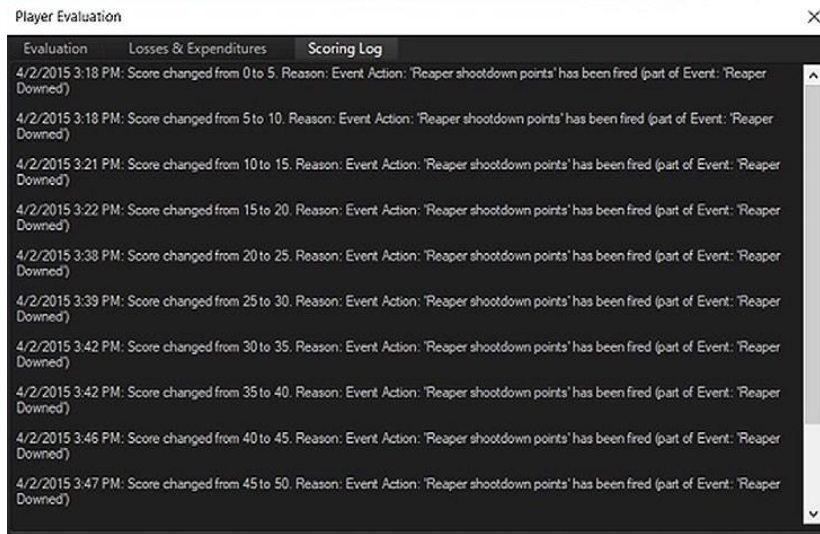 Player Evaluation
Evaluation Losses & Expenditures Scoring Log
4/2/2015 3:18 PM: Score changed from 0 to 5. Reason: Event Action: 'Reaper shootdown points' has been fired (part of Event: 'Reaper
Downed')
4/2/2015 3:18 PM: Score changed from 5 to 10. Reason: Event Action: 'Reaper shootdown points' has been fired (part of Event: 'Reaper
Downed')
4/2/2015 3:21 PM: Score changed from 10 to 15. Reason: Event Action: 'Reaper shootdown points' has been fired (part of Event: 'Reaper
Downed')
4/2/2015 3:22 PM: Score changed from 15 to 20. Reason: Event Action: 'Reaper shootdown points' has been fired (part of Event: 'Reaper
Downed')
4/2/2015 3:38 PM: Score changed from 20 to 25. Reason: Event Action: 'Reaper shootdown points' has been fired (part of Event: 'Reaper
Downed')
4/2/2015 3:39 PM: Score changed from 25 to 30. Reason: Event Action: 'Reaper shootdown points' has been fired (part of Event: 'Reaper
Downed')
4/2/2015 3:42 PM: Score changed from 30 to 35. Reason: Event Action: 'Reaper shootdown points' has been fired (part of Event: 'Reaper
Downed')
4/2/2015 3:42 PM: Score changed from 35 to 40. Reason: Event Action: 'Reaper shootdown points' has been fired (part of Event: 'Reaper
Downed')
4/2/2015 3:46 PM: Score changed from 40 to 45. Reason: Event Action: 'Reaper shootdown points' has been fired (part of Event: 'Reaper
Downed')
4/2/2015 3:47 PM: Score changed from 45 to 50. Reason: Event Action: 'Reaper shootdown points' has been fired (part of Event: 'Reaper
Downed')